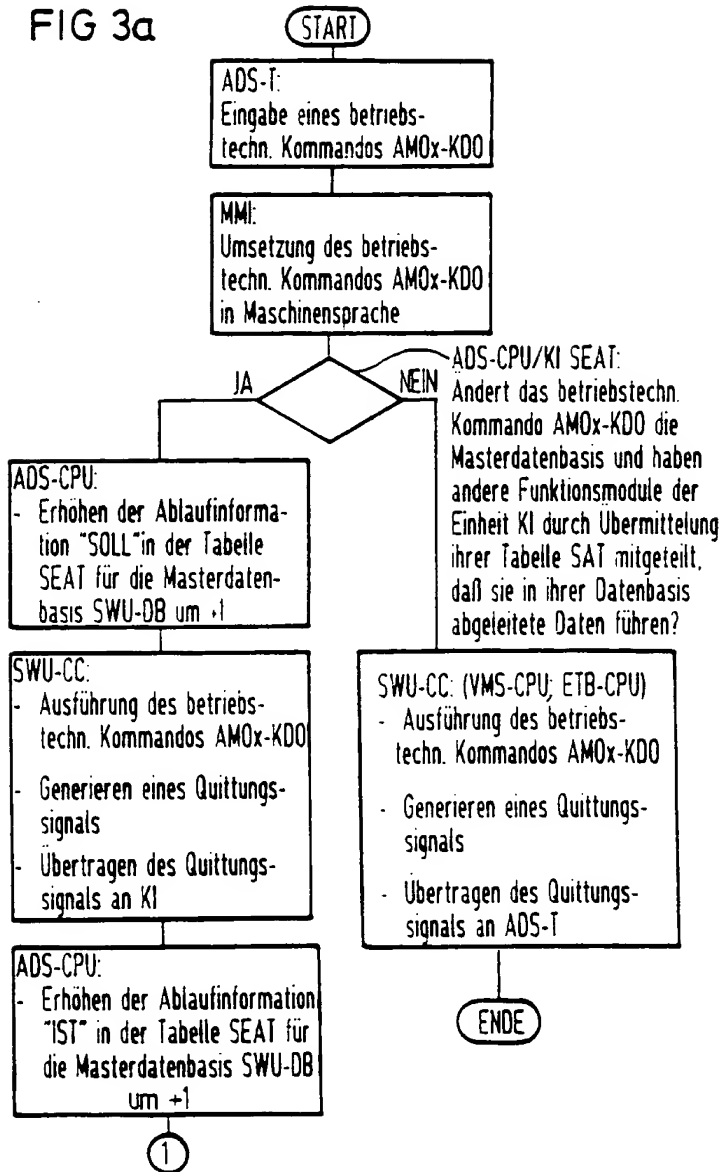 FIG 3a
START
ADS-T:
Eingabe eines betriebs-
techn. Kommandos AMOx-KDO
MMI:
Umsetzung des betriebs-
techn. Kommandos AMOx-KDO
in Maschinensprache
JA
NEIN
ADS-CPU/KI SEAT:
Ändert das betriebstechn.
Kommando AMOx-KDO die
Masterdatenbasis und haben
andere Funktionsmodule der
Einheit KI durch Übermittelung
ihrer Tabelle SAT mitgeteilt,
daß sie in ihrer Datenbasis
abgeleitete Daten führen?
ADS-CPU:
- Erhöhen der Ablaufinforma-
tion "SOLL" in der Tabelle
SEAT für die Masterdaten-
basis SWU-DB um +1
SWU-CC:
- Ausführung des betriebs-
techn. Kommandos AMOx-KDO
- Generieren eines Quittungs-
signals
- Übertragen des Quittungs-
signals an KI
ADS-CPU:
- Erhöhen der Ablaufinformation
"IST" in der Tabelle SEAT für
die Masterdatenbasis SWU-DB
um +1
1
SWU-CC: (VMS-CPU; ETB-CPU)
- Ausführung des betriebs-
techn. Kommandos AMOx-KDO
- Generieren eines Quittungs-
signals
- Übertragen des Quittungs-
signals an ADS-T
ENDE